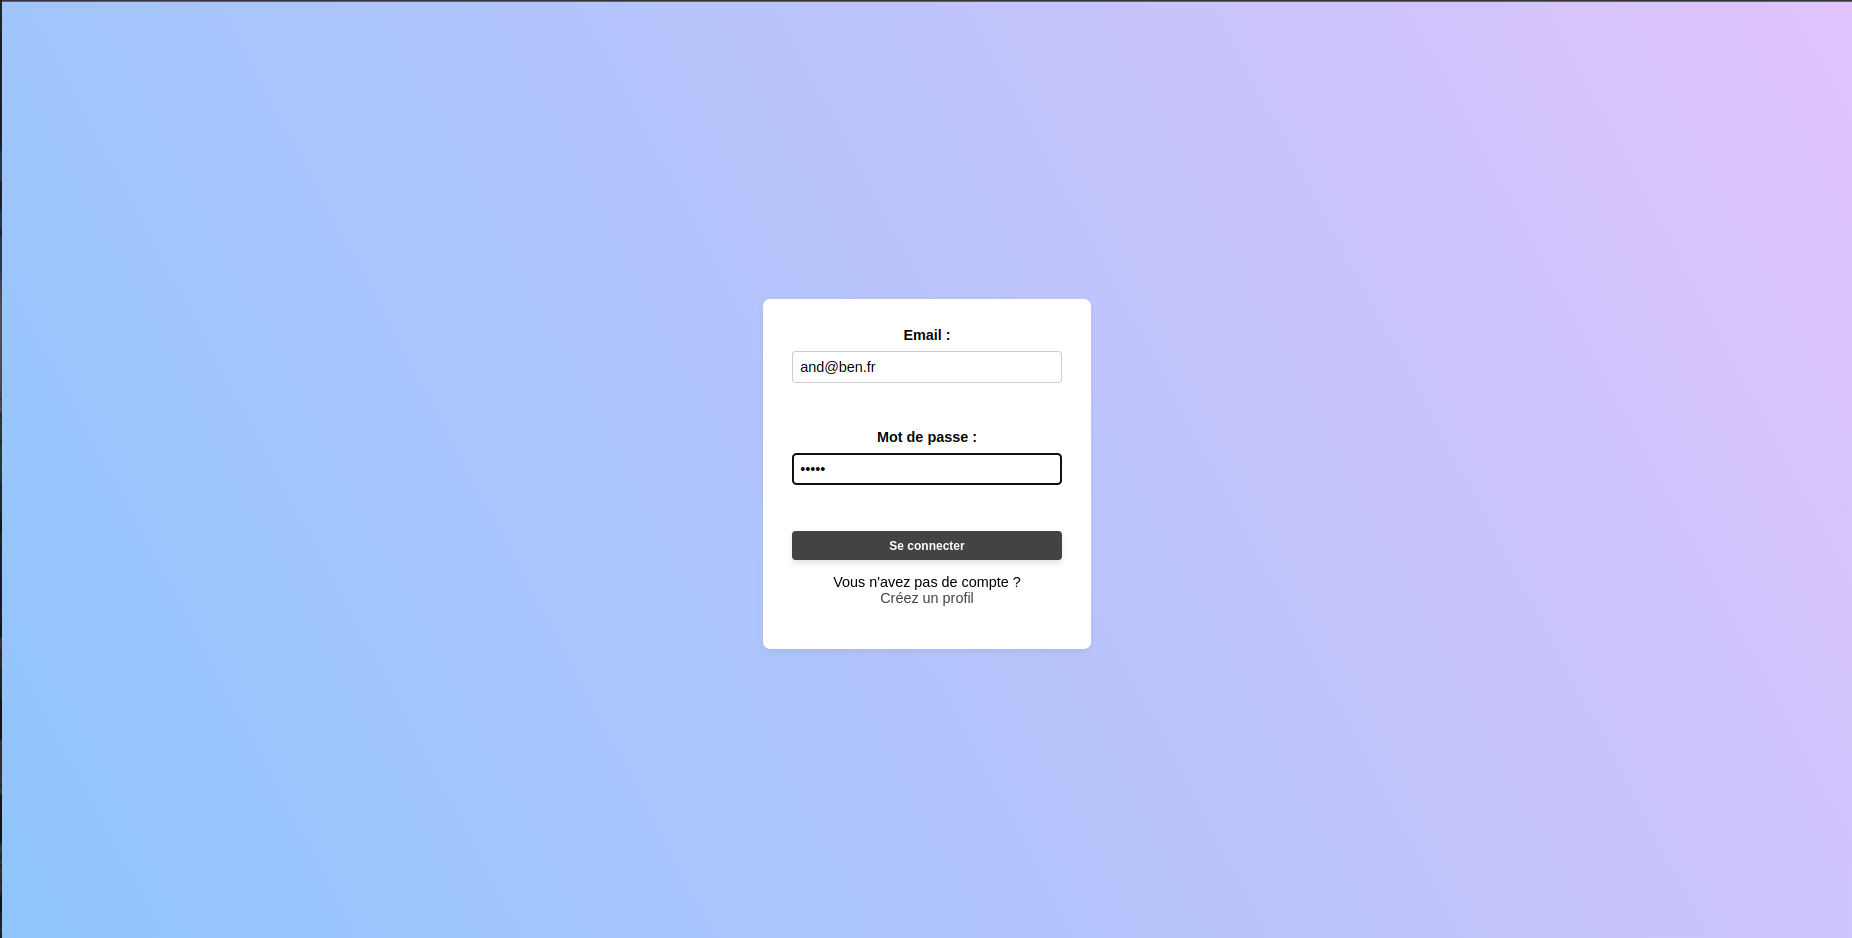 Email :
and@ben.fr
Mot de passe :
•••••
Se connecter
Vous n'avez pas de compte ?
Créez un profil